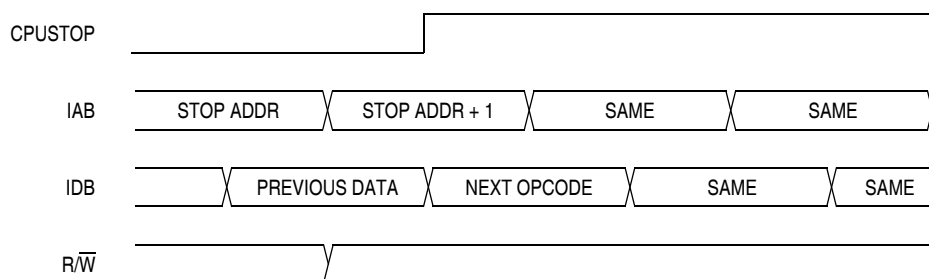 CPUSTOP
IAB STOP ADDR STOP ADDR + 1 SAME SAME
IDB PREVIOUS DATA NEXT OPCODE SAME SAME
R/W̅